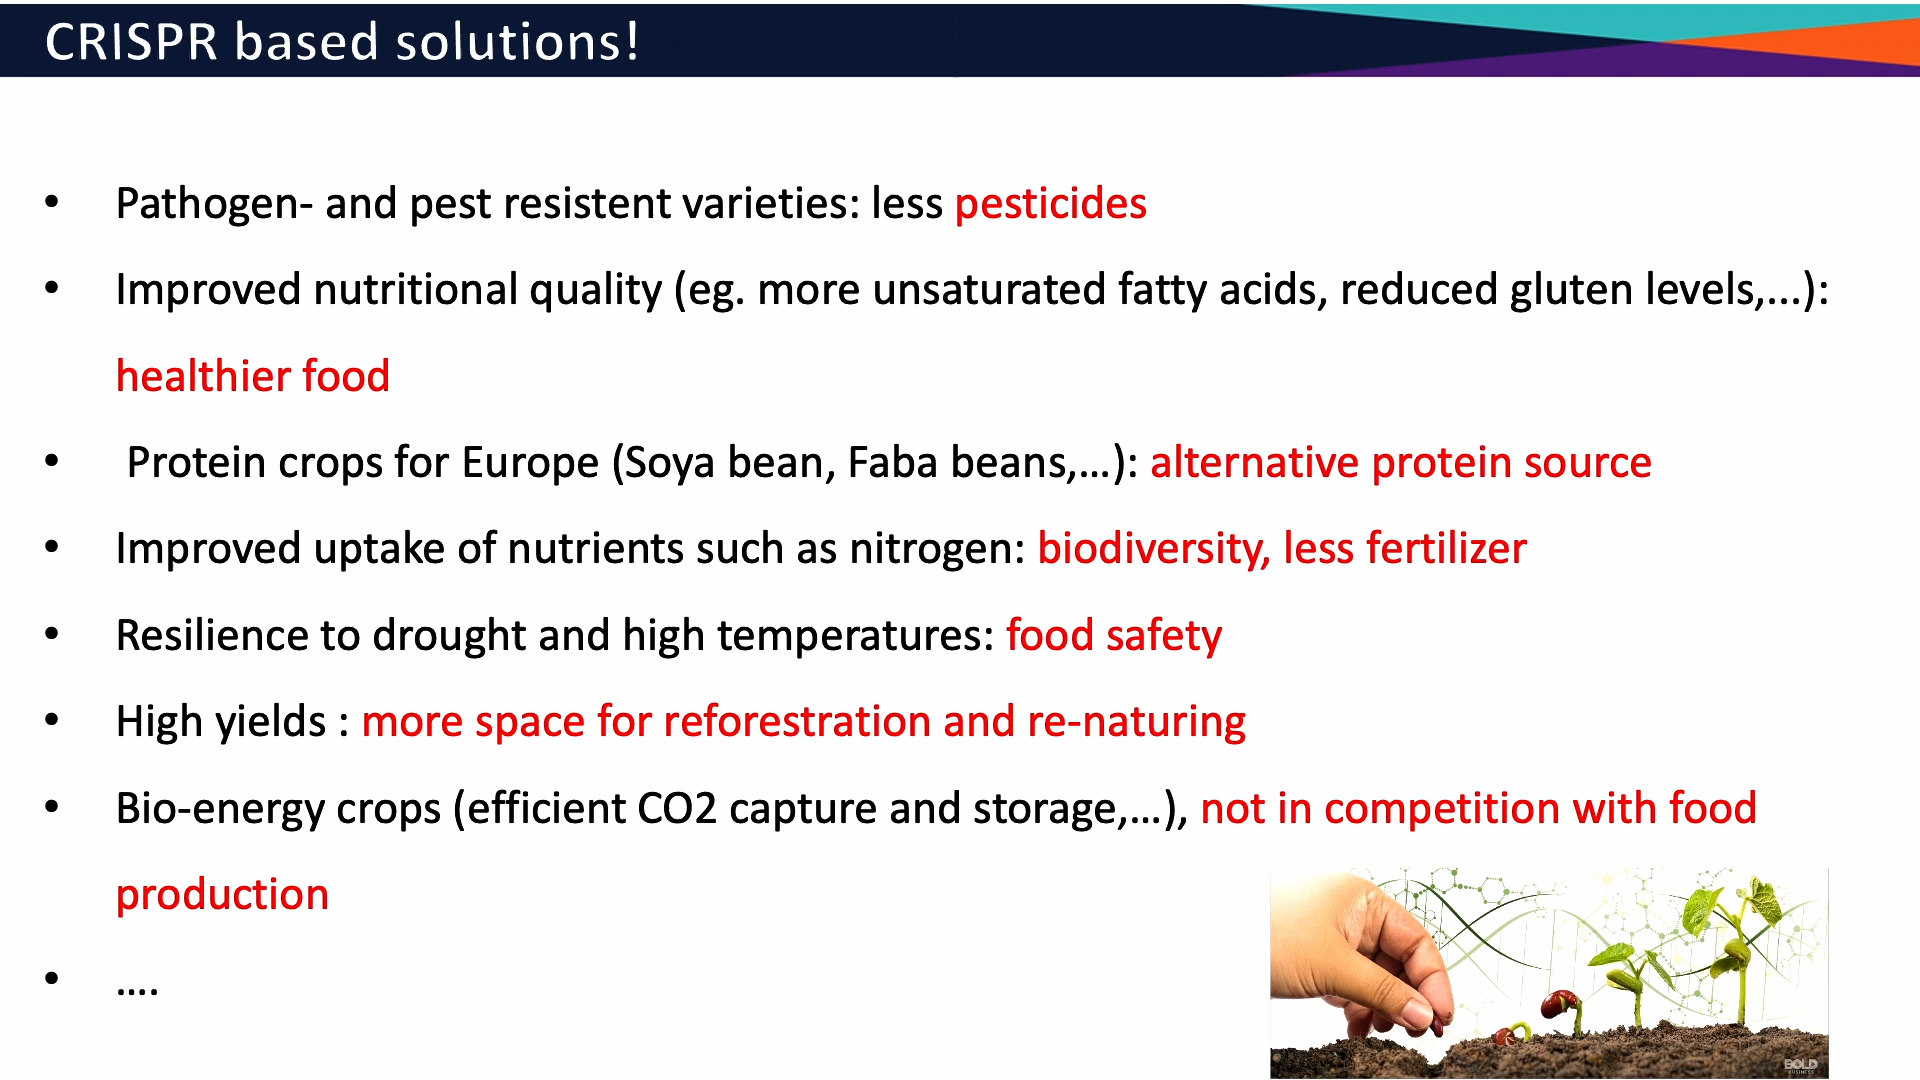 CRISPR based solutions!
• Pathogen- and pest resistent varieties: less pesticides
• Improved nutritional quality (eg. more unsaturated fatty acids, reduced gluten levels,...):
healthier food
• Protein crops for Europe (Soya bean, Faba beans,...): alternative protein source
• Improved uptake of nutrients such as nitrogen: biodiversity, less fertilizer
• Resilience to drought and high temperatures: food safety
• High yields : more space for reforestration and re-naturing
• Bio-energy crops (efficient CO2 capture and storage,...), not in competition with food
production
• ....
BOLD
BUSINESS